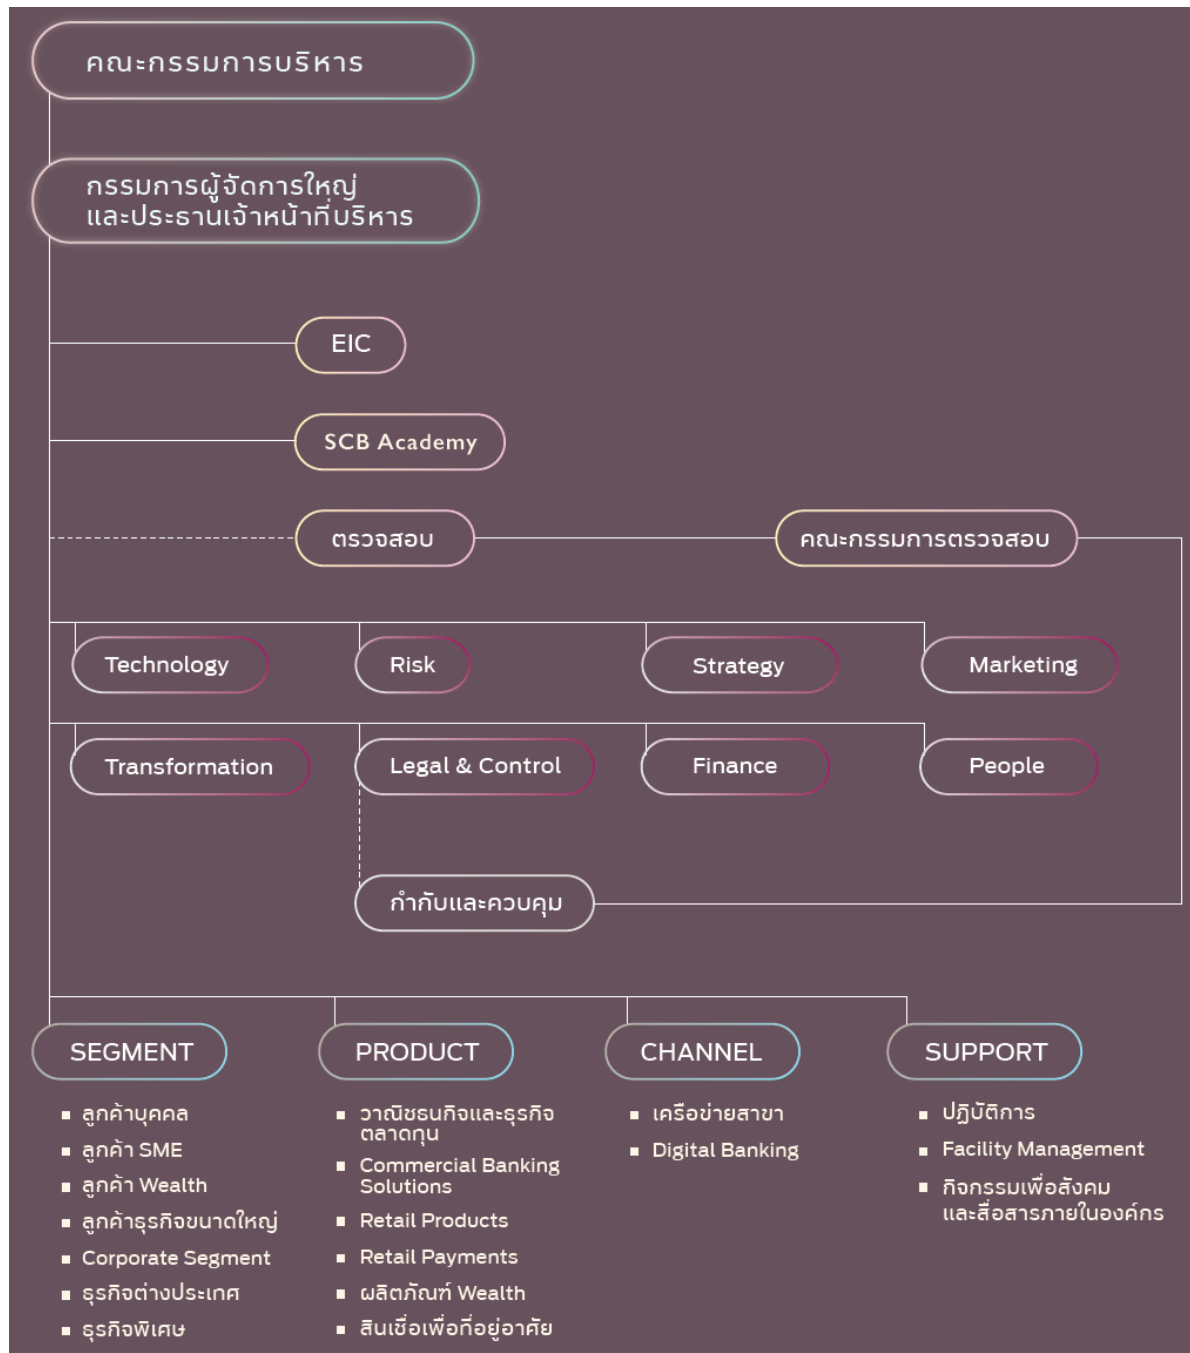 คณะกรรมการบริหาร
กรรมการผู้จัดการใหญ่
และประธานเจ้าหน้าที่บริหาร
EIC
SCB Academy
ตรวจสอบ
คณะกรรมการตรวจสอบ
Technology
Risk
Strategy
Marketing
Transformation
Legal & Control
Finance
People
กำกับและควบคุม
SEGMENT
▪ ลูกค้าบุคคล
▪ ลูกค้า SME
▪ ลูกค้า Wealth
▪ ลูกค้าธุรกิจขนาดใหญ่
▪ Corporate Segment
▪ ธุรกิจต่างประเทศ
▪ ธุรกิจพิเศษ
PRODUCT
▪ วาณิชธนกิจและธุรกิจ
ตลาดทุน
▪ Commercial Banking
Solutions
▪ Retail Products
▪ Retail Payments
▪ ผลิตภัณฑ์ Wealth
▪ สินเชื่อเพื่อที่อยู่อาศัย
CHANNEL
▪ เครือข่ายสาขา
▪ Digital Banking
SUPPORT
▪ ปฏิบัติการ
▪ Facility Management
▪ กิจกรรมเพื่อสังคม
และสื่อสารภายในองค์กร